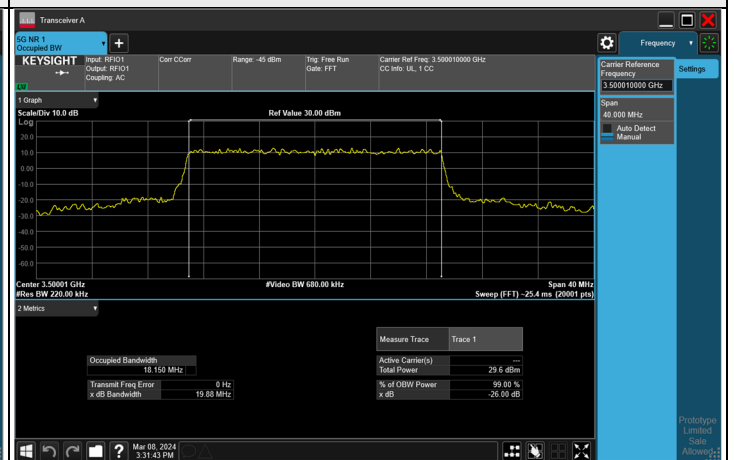 Transceiver A
5G NR 1
Occupied BW
Frequency
KEYSIGHT
Input: RFIO1
Output: RFIO1
Coupling: AC
Corr CCorr
Range: -45 dBm
Trig: Free Run
Gate: FFT
Carrier Ref Freq: 3.500010000 GHz
CC Info: UL, 1 CC
LXI
Carrier Reference
Frequency
3.500010000 GHz
Settings
Span
40.000 MHz
Auto Detect
Manual
1 Graph
Scale/Div 10.0 dB
Ref Value 30.00 dBm
Log
20.0
10.0
0.00
-10.0
-20.0
-30.0
-40.0
-50.0
-60.0
Center 3.50001 GHz
#Video BW 680.00 kHz
Span 40 MHz
#Res BW 220.00 kHz
Sweep (FFT) ~25.4 ms (20001 pts)
2 Metrics
Measure Trace
Trace 1
Occupied Bandwidth
18.150 MHz
Active Carrier(s)
---
Total Power
29.6 dBm
Transmit Freq Error
0 Hz
x dB Bandwidth
19.88 MHz
% of OBW Power
99.00 %
x dB
-26.00 dB
Mar 08, 2024
3:31:43 PM
Prototype
Limited
Sale
Allowed